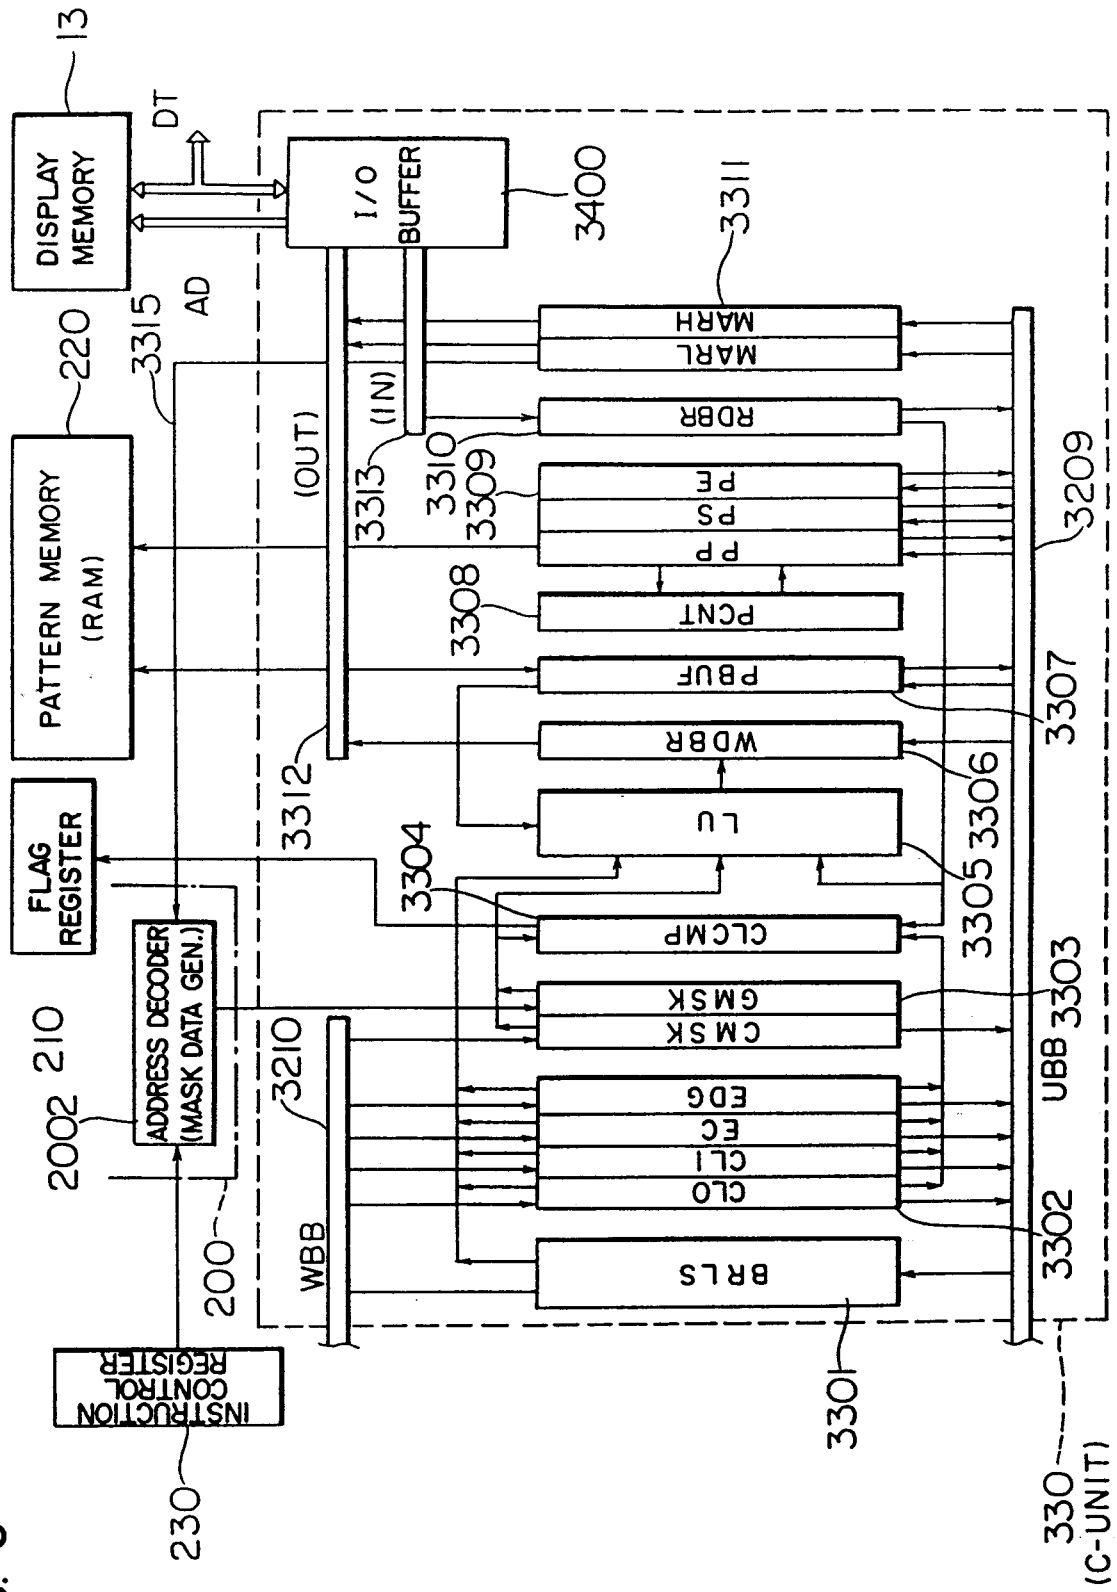 230
INSTRUCTION
CONTROL
REGISTER
200
2002
210
ADDRESS DECODER
(MASK DATA GEN.)
FLAG
REGISTER
PATTERN MEMORY
(RAM)
220
3315
AD
DISPLAY
MEMORY
13
DT
WBB
3210
3304
3312
(OUT)
3308
3313
(IN)
3310
3309
I/O
BUFFER
3400
3311
BRLS
CL0
CL1
EC
EDG
CMSK
GMSK
CLCMP
LU
WDBR
PBUF
PCNT
PP
PS
PE
RDBR
MARL
MARH
3301
3302
UBB
3303
3305
3306
3307
3209
330
(C-UNIT)